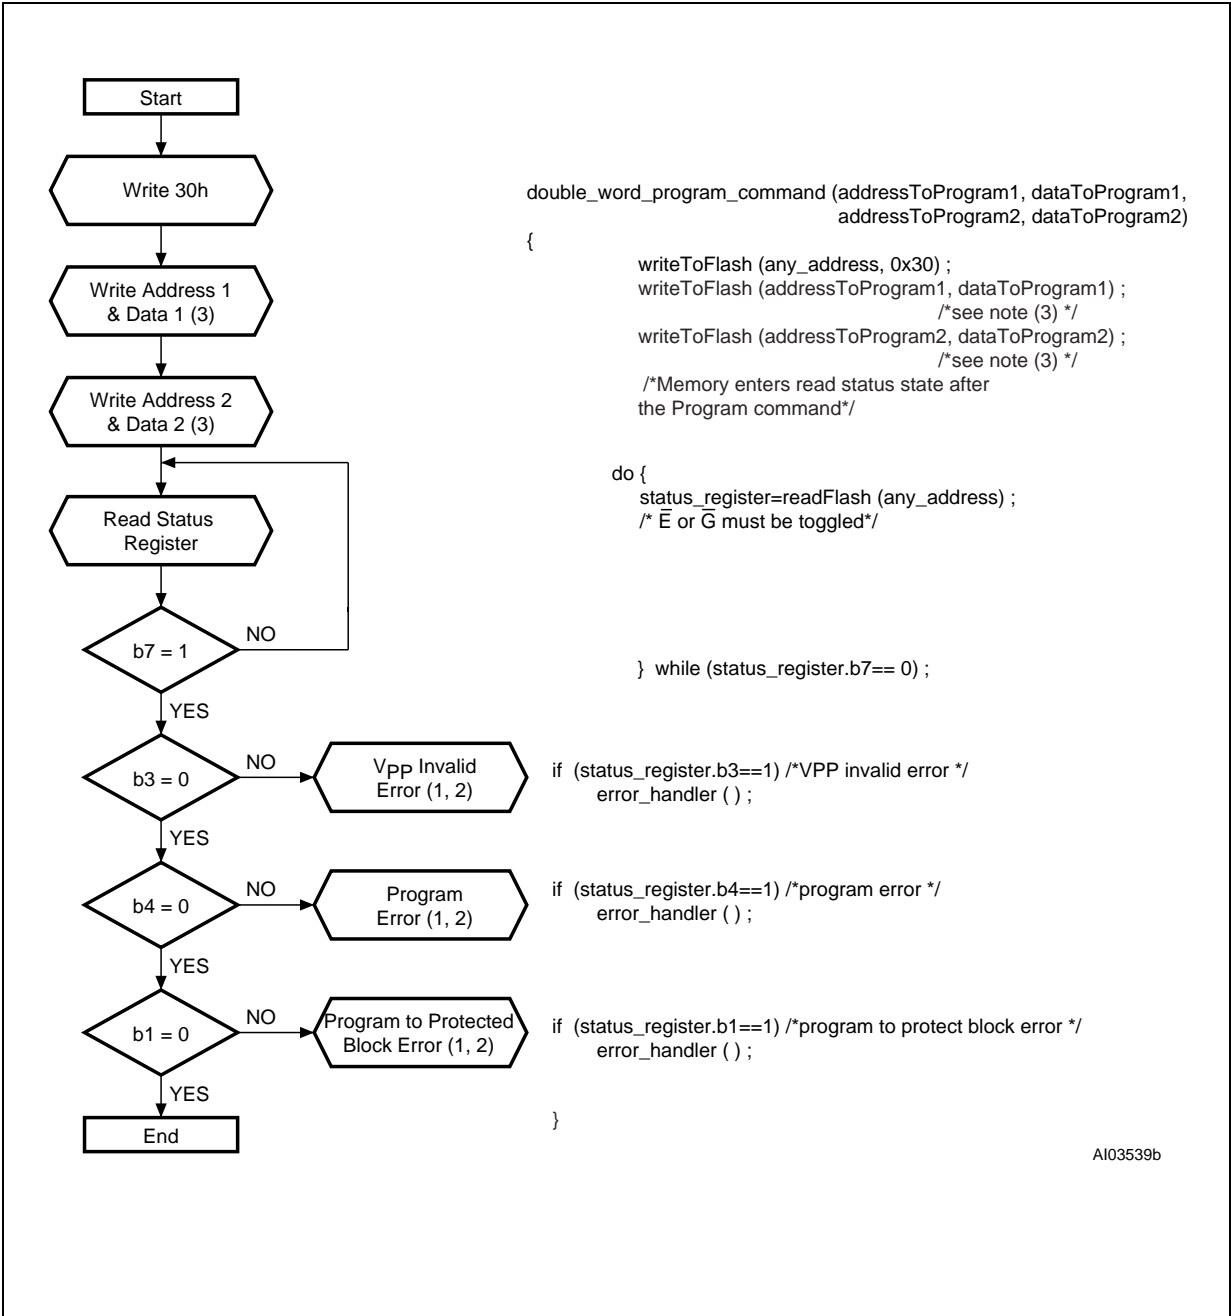 Start
Write 30h
Write Address 1
& Data 1 (3)
Write Address 2
& Data 2 (3)
Read Status
Register
b7 = 1
NO
YES
b3 = 0
NO
VPP Invalid
Error (1, 2)
YES
b4 = 0
NO
Program
Error (1, 2)
YES
b1 = 0
NO
Program to Protected
Block Error (1, 2)
YES
End
double_word_program_command (addressToProgram1, dataToProgram1,
addressToProgram2, dataToProgram2)
{
writeToFlash (any_address, 0x30) ;
writeToFlash (addressToProgram1, dataToProgram1) ;
/*see note (3) */
writeToFlash (addressToProgram2, dataToProgram2) ;
/*see note (3) */
/*Memory enters read status state after
the Program command*/
do {
status_register=readFlash (any_address) ;
/* E̅ or G̅ must be toggled*/
} while (status_register.b7== 0) ;
if (status_register.b3==1) /*VPP invalid error */
error_handler ( ) ;
if (status_register.b4==1) /*program error */
error_handler ( ) ;
if (status_register.b1==1) /*program to protect block error */
error_handler ( ) ;
}
AI03539b